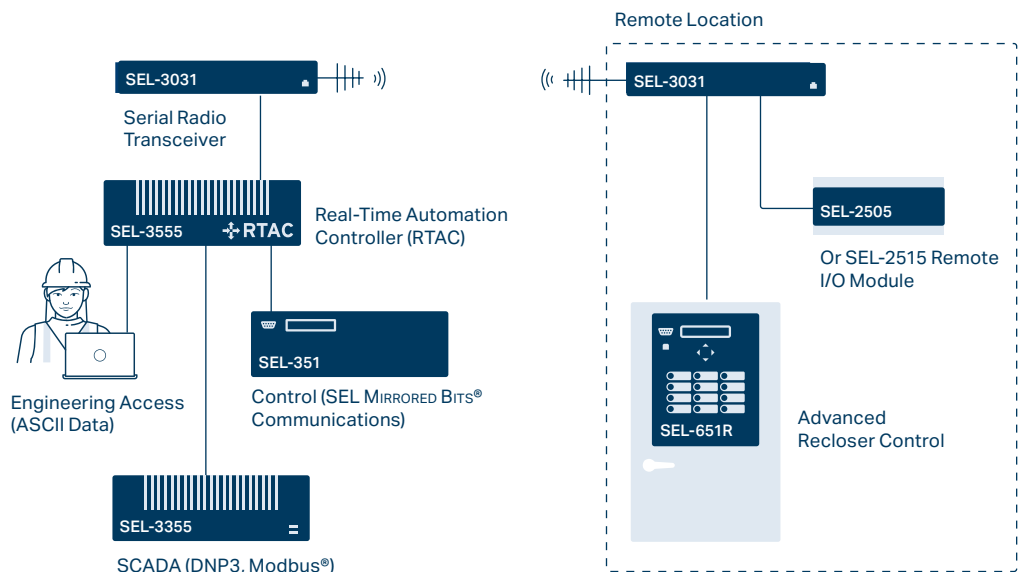 Remote Location
SEL-3031
Serial Radio
Transceiver
SEL-3555
RTAC
Real-Time Automation
Controller (RTAC)
Engineering Access
(ASCII Data)
SEL-351
Control (SEL MIRRORED BITS®
Communications)
SEL-3355
SCADA (DNP3, Modbus®)
SEL-3031
SEL-2505
Or SEL-2515 Remote
I/O Module
SEL-651R
Advanced
Recloser Control